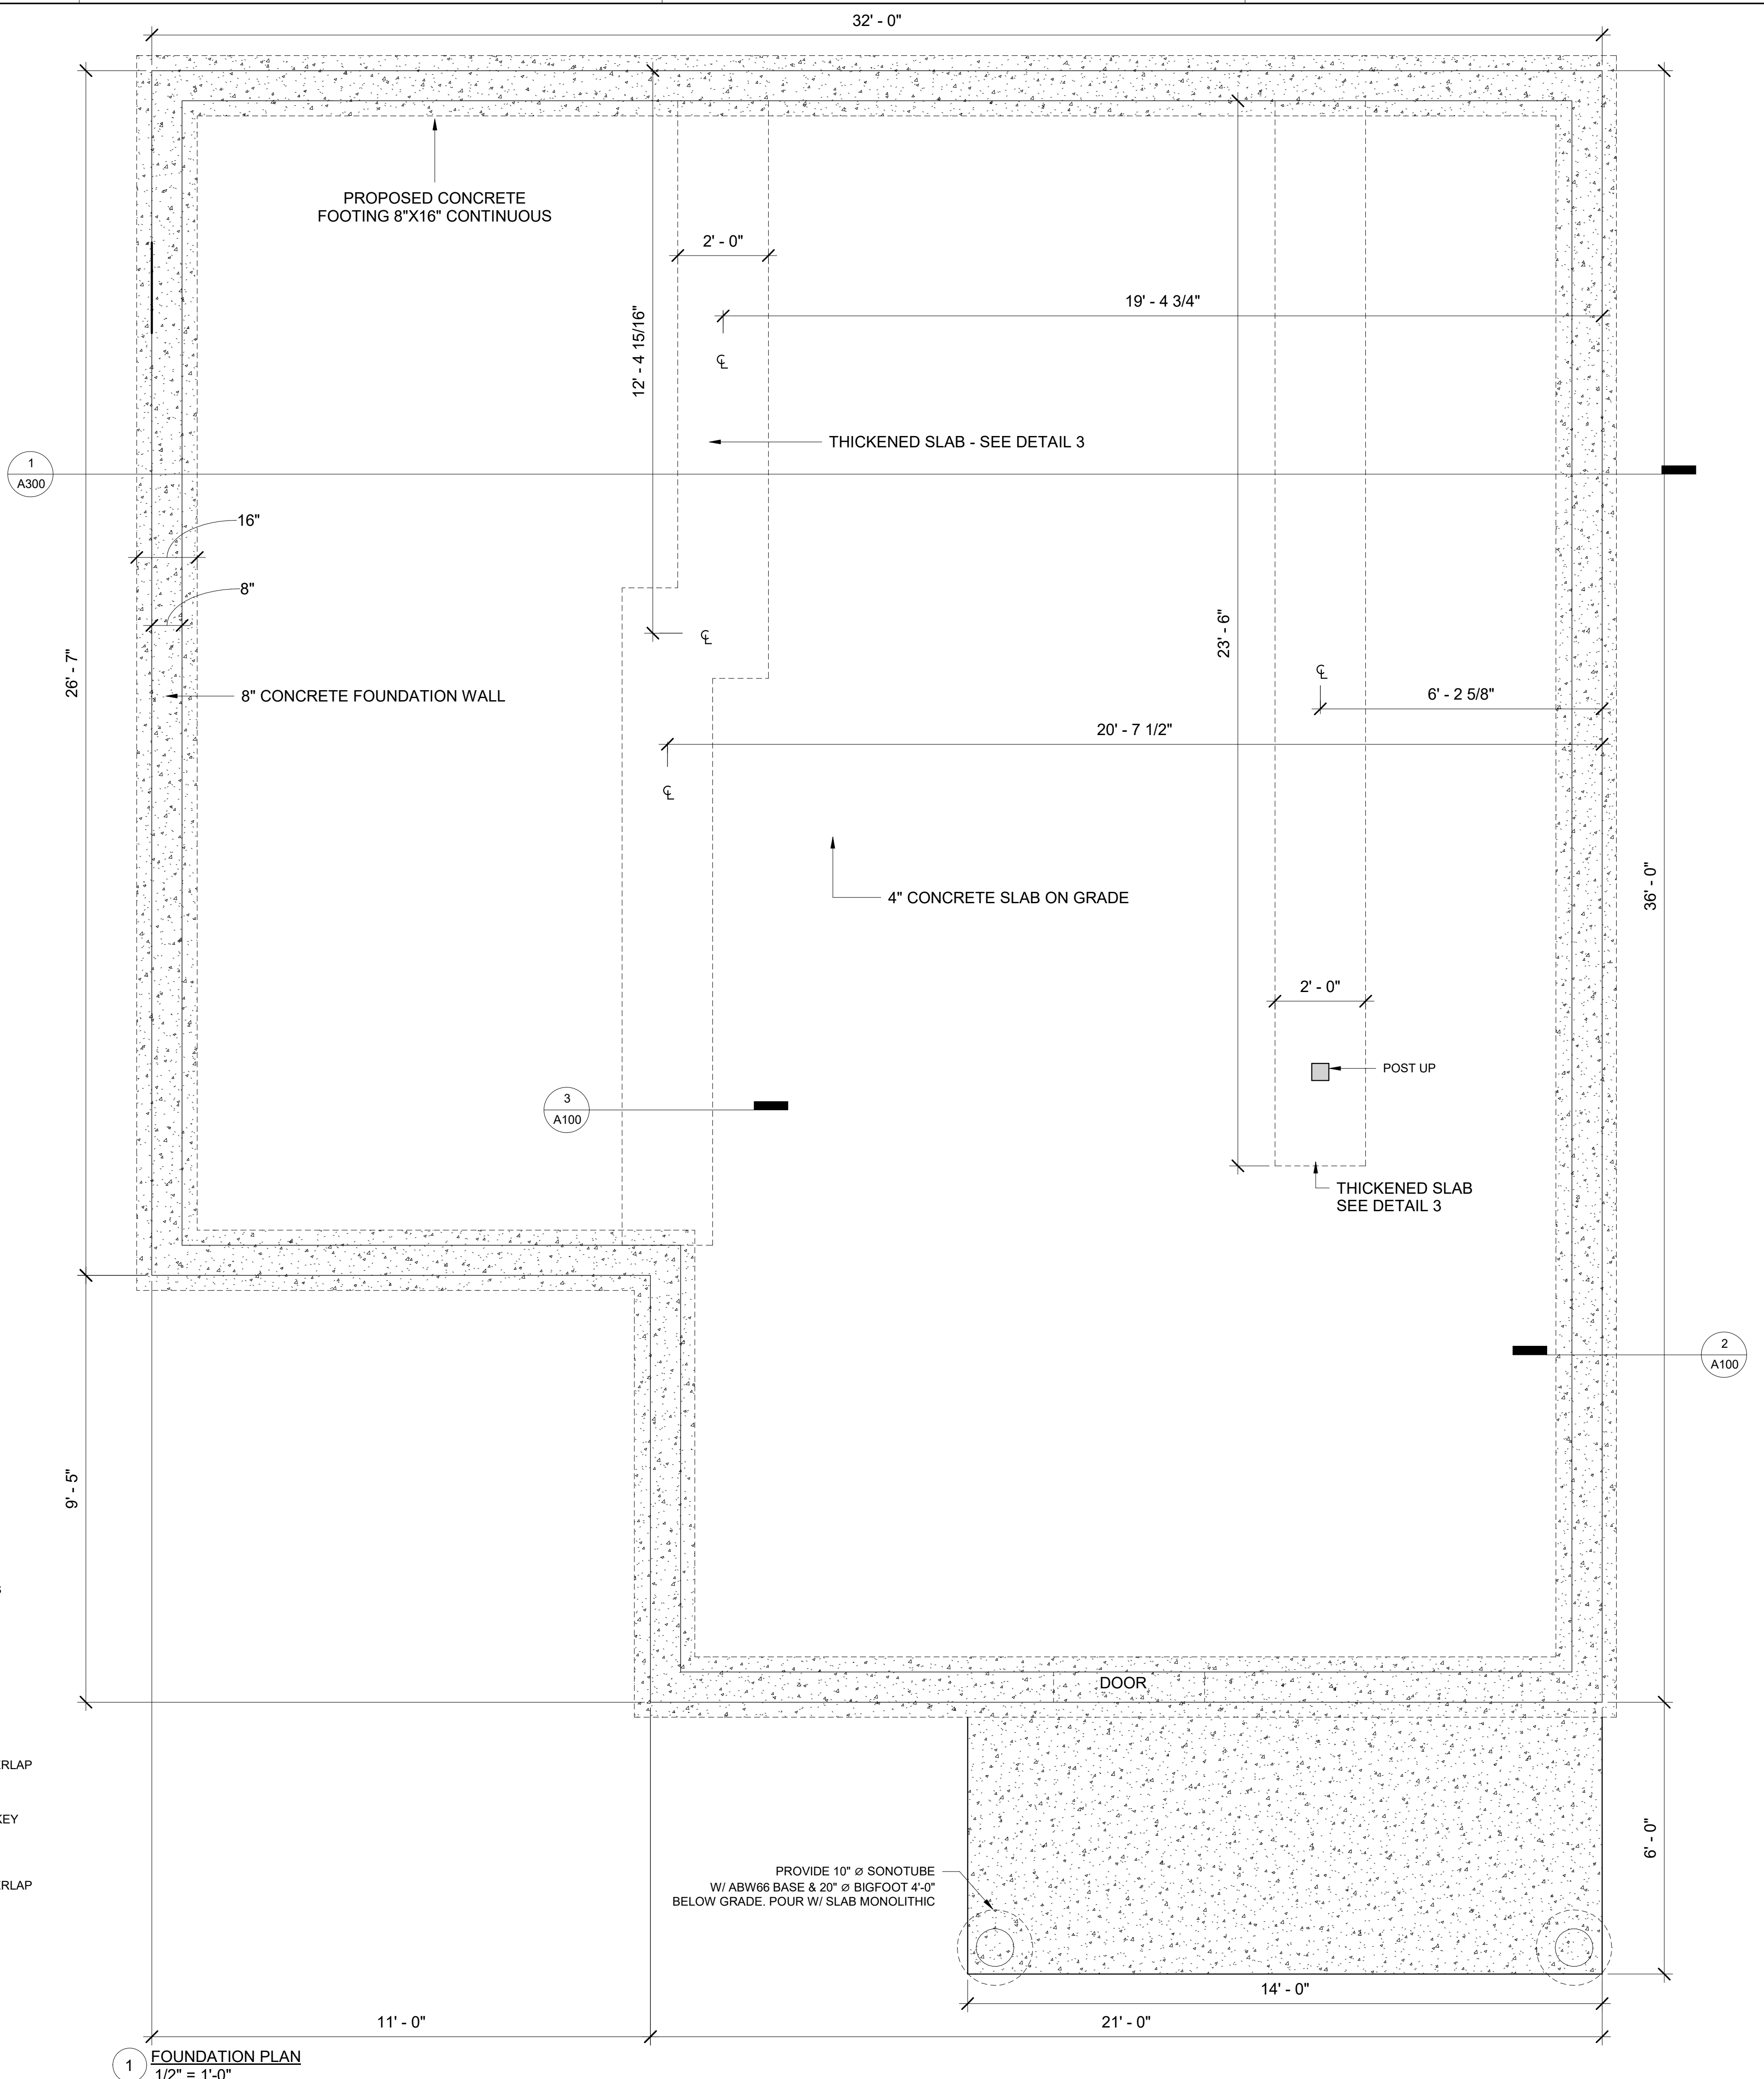 32' - 0"
PROPOSED CONCRETE
FOOTING 8"X16" CONTINUOUS
2' - 0"
19' - 4 3/4"
12' - 4 15/16"
℄
THICKENED SLAB - SEE DETAIL 3
1
A300
16"
8"
23' - 6"
℄
26' - 7"
℄
8" CONCRETE FOUNDATION WALL
6' - 2 5/8"
20' - 7 1/2"
℄
36' - 0"
4" CONCRETE SLAB ON GRADE
2' - 0"
POST UP
3
A100
THICKENED SLAB
SEE DETAIL 3
2
A100
9' - 5"
DOOR
ERLAP
KEY
6' - 0"
PROVIDE 10" Ø SONOTUBE
W/ ABW66 BASE & 20" Ø BIGFOOT 4'-0"
BELOW GRADE. POUR W/ SLAB MONOLITHIC
ERLAP
14' - 0"
11' - 0"
21' - 0"
1
FOUNDATION PLAN
1/2" = 1'-0"